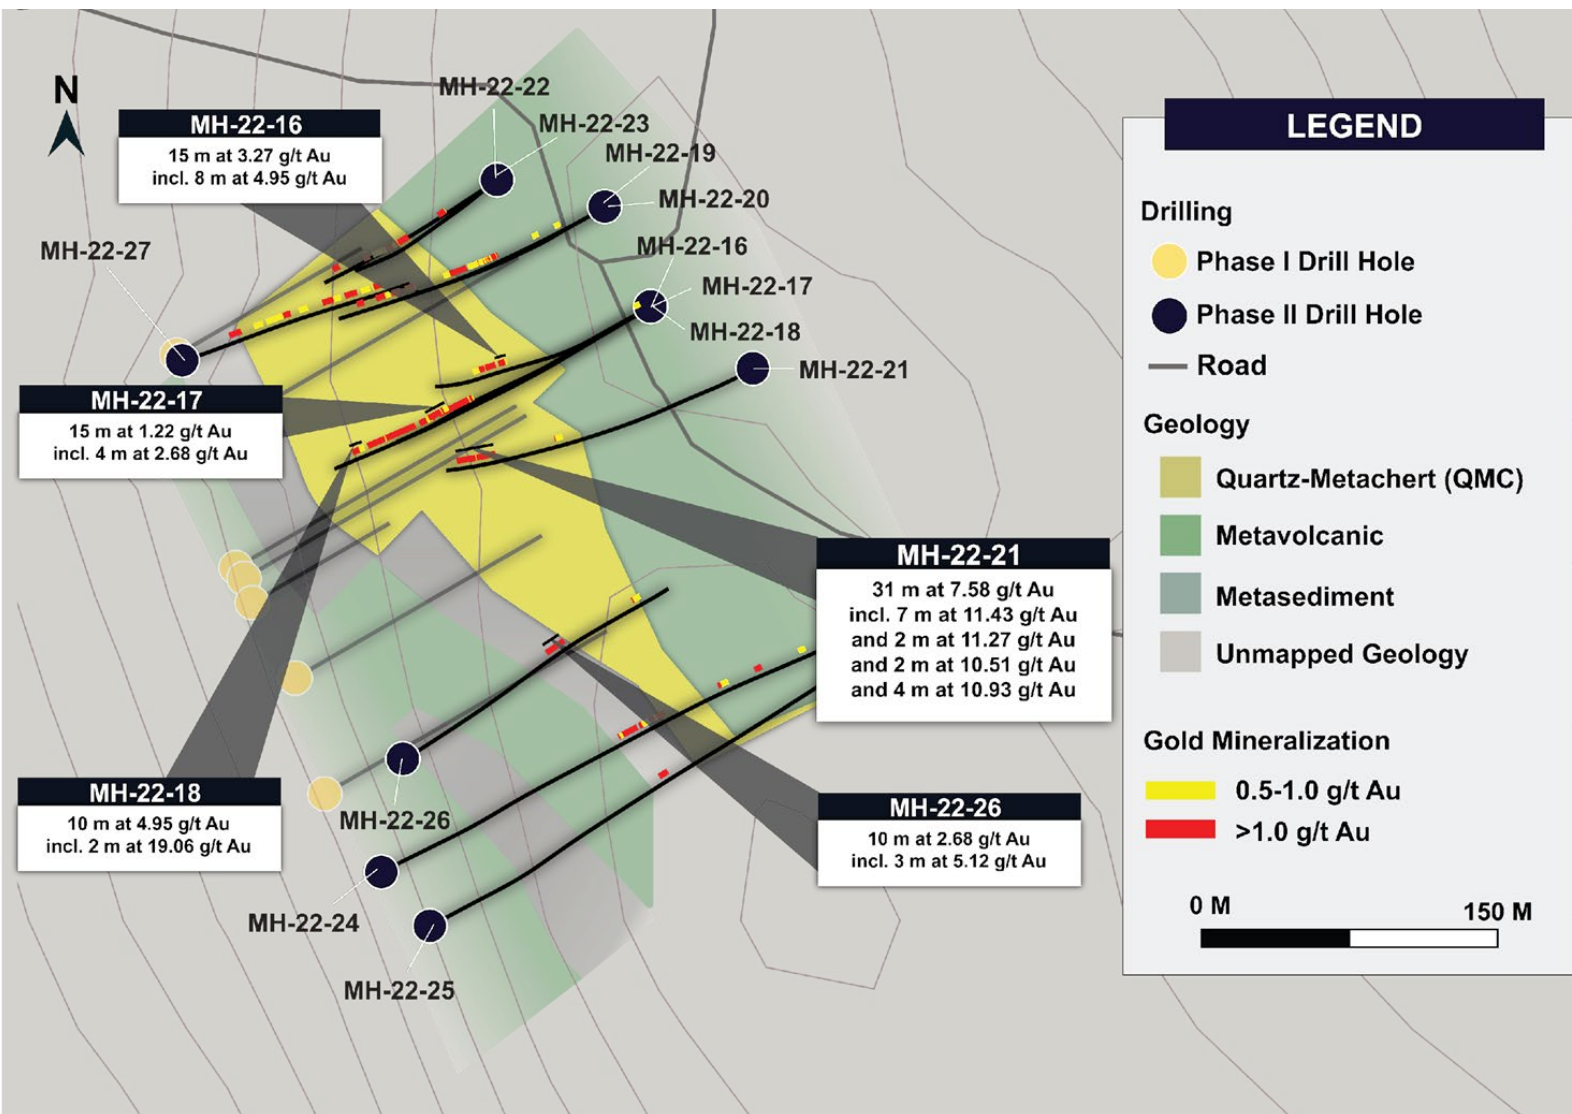 N
MH-22-22
MH-22-23
MH-22-19
MH-22-20
MH-22-16
MH-22-17
MH-22-18
MH-22-21
MH-22-27
MH-22-16
15 m at 3.27 g/t Au
incl. 8 m at 4.95 g/t Au
MH-22-17
15 m at 1.22 g/t Au
incl. 4 m at 2.68 g/t Au
MH-22-21
31 m at 7.58 g/t Au
incl. 7 m at 11.43 g/t Au
and 2 m at 11.27 g/t Au
and 2 m at 10.51 g/t Au
and 4 m at 10.93 g/t Au
MH-22-18
10 m at 4.95 g/t Au
incl. 2 m at 19.06 g/t Au
MH-22-26
10 m at 2.68 g/t Au
incl. 3 m at 5.12 g/t Au
MH-22-26
MH-22-24
MH-22-25
LEGEND
Drilling
Phase I Drill Hole
Phase II Drill Hole
Road
Geology
Quartz-Metachert (QMC)
Metavolcanic
Metasediment
Unmapped Geology
Gold Mineralization
0.5-1.0 g/t Au
>1.0 g/t Au
0 M
150 M